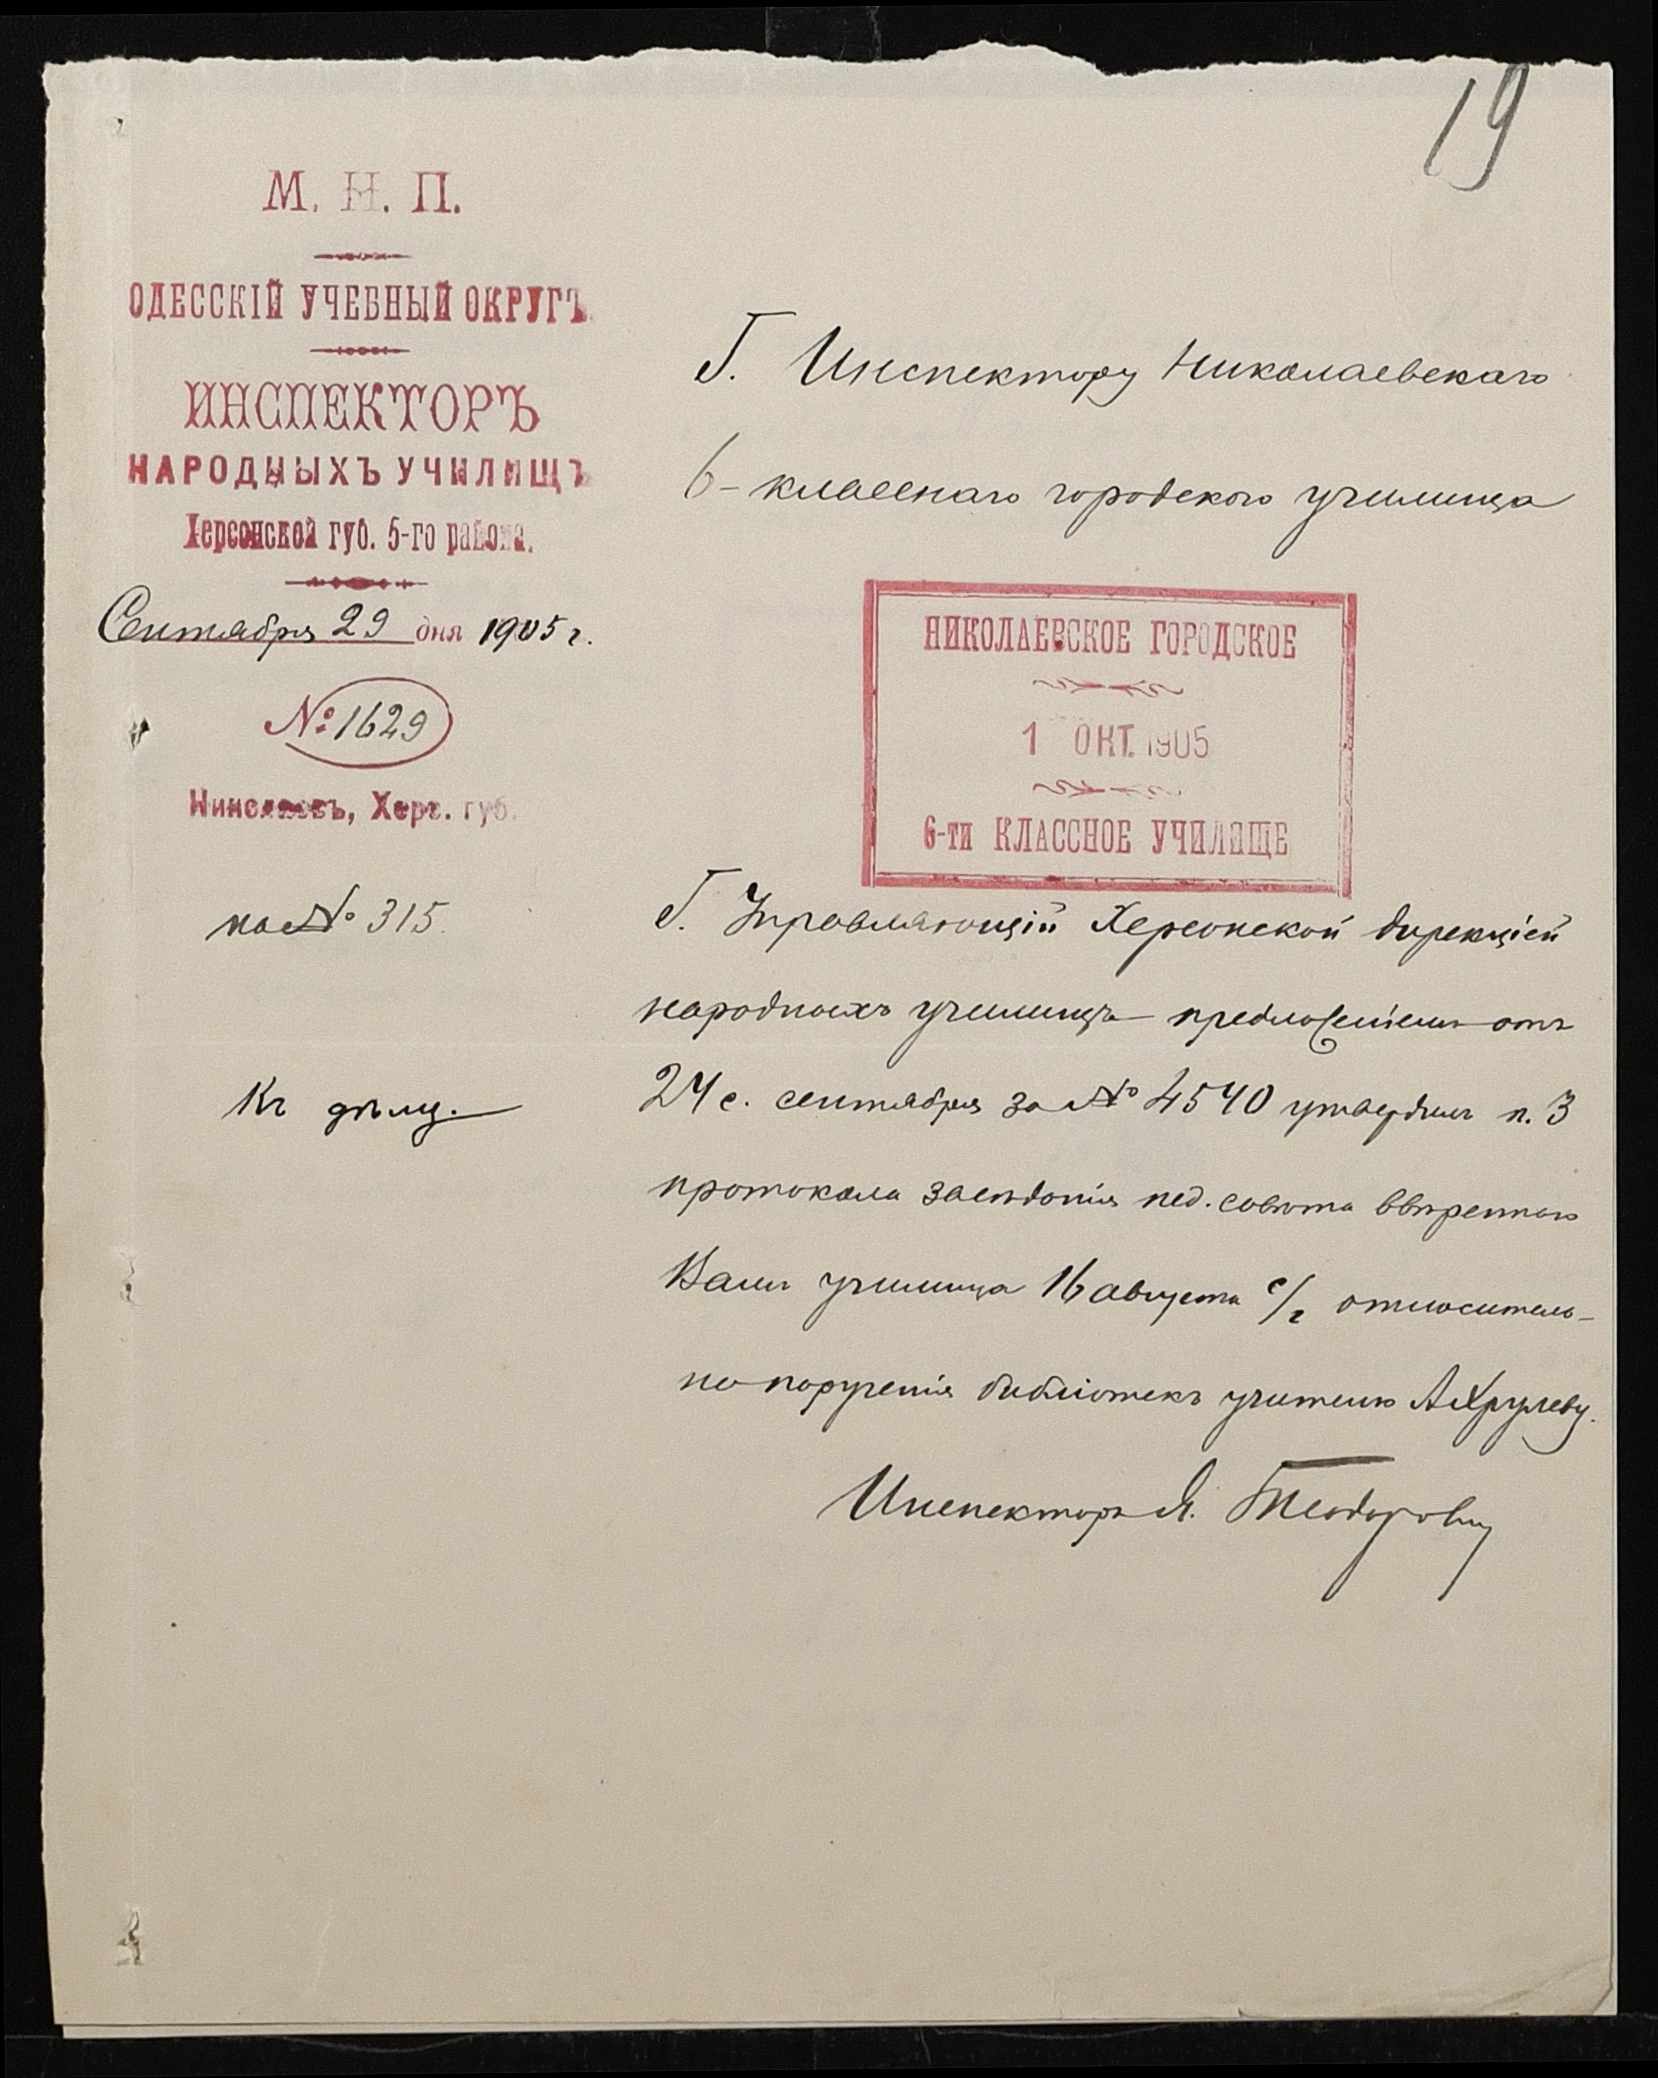 19
М. Н. П.
ОДЕССКІЙ УЧЕБНЫЙ ОКРУГЪ.
ИНСПЕКТОРЪ
НАРОДНЫХЪ УЧИЛИЩЪ
Херсонской губ. 5-го района.
Сентября 29 дня 1905 г.
№ 1629
Николаевъ, Херс. губ.
на № 315.
Къ дѣлу.
Г. Инспектору Николаевскаго
6-класснаго городского училища
НИКОЛАЕВСКОЕ ГОРОДСКОЕ
1 ОКТ. 1905
6-ти КЛАССНОЕ УЧИЛИЩЕ
Г. Управляющій Херсонской дирекціей
народныхъ училищъ предложеніемъ отъ
24 с. сентября за № 4540 утвердилъ п. 3
протокола засѣданія пед. совѣта ввѣреннаго
Вамъ училища 16 августа с/г относитель-
но порученія библіотекъ учителю А. Хрулеву.
Инспекторъ Я. Теодорович